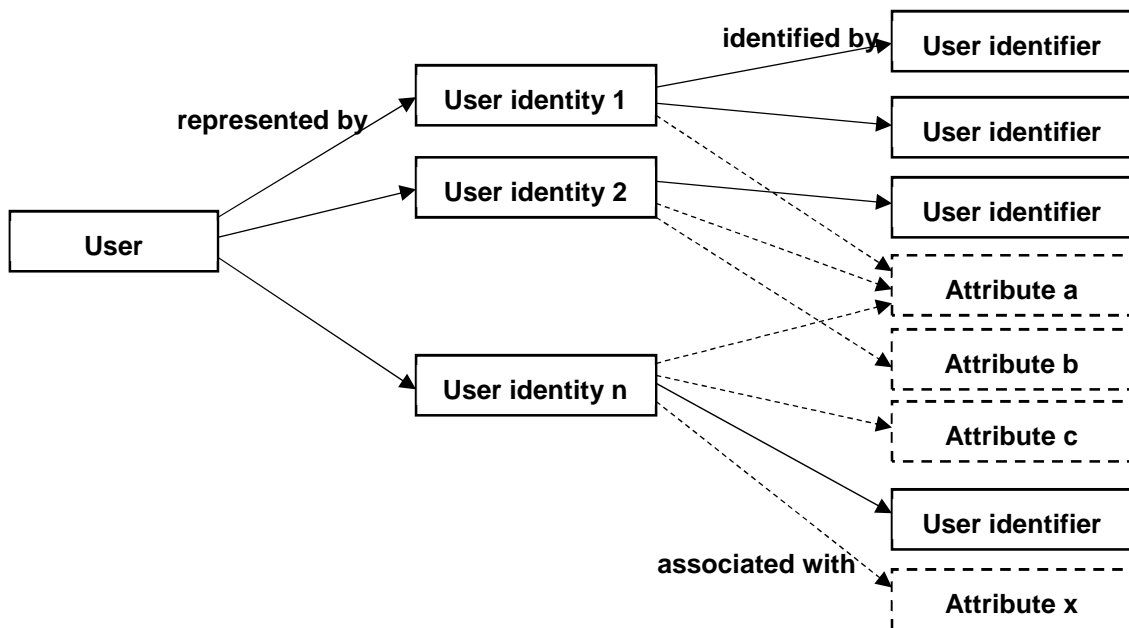 identified by
User identifier
User identity 1
represented by
User identifier
User identity 2
User identifier
User
Attribute a
Attribute b
User identity n
Attribute c
User identifier
associated with
Attribute x